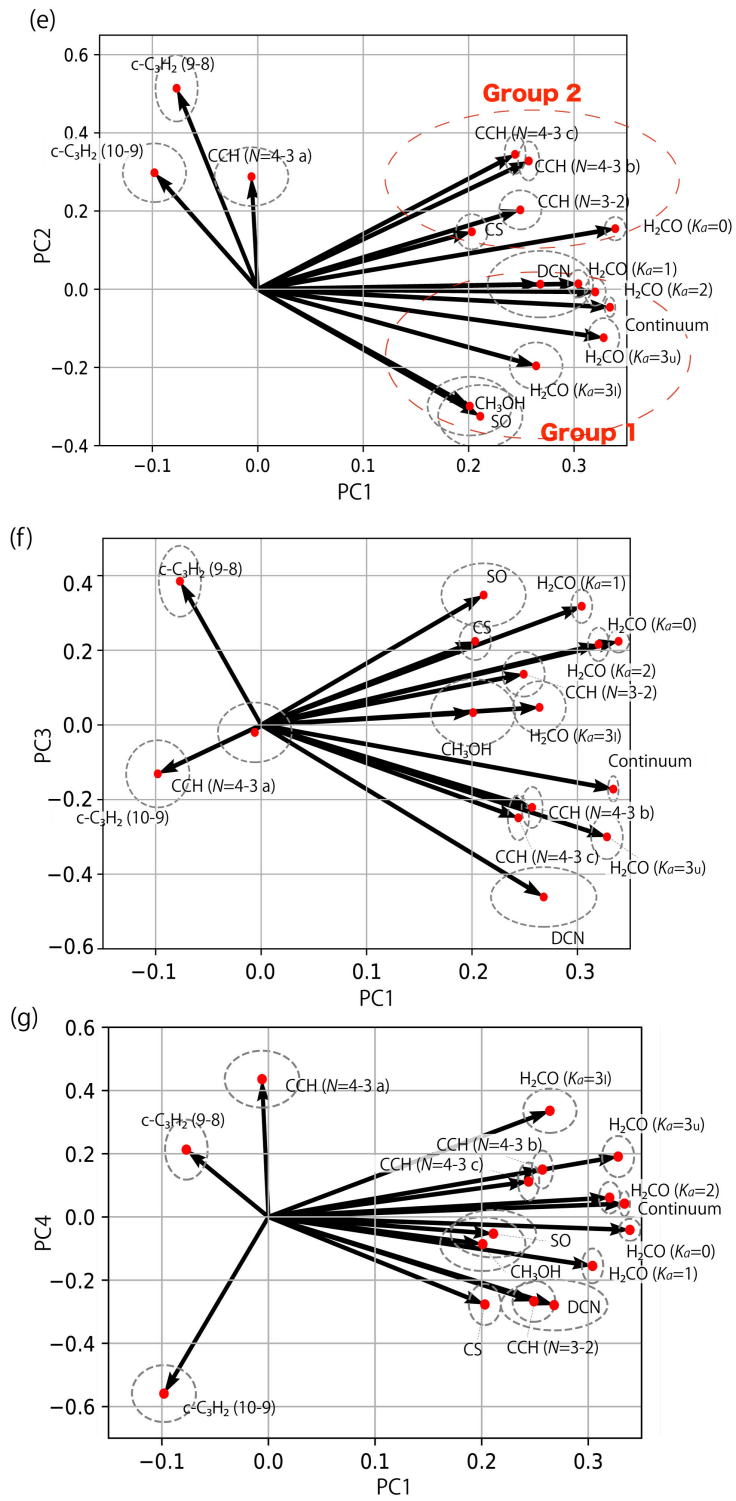 (e)
0.6
c-C₃H₂ (9-8)
Group 2
0.4
CCH (N=4-3 c)
c-C₃H₂ (10-9)
CCH (N=4-3 a)
CCH (N=4-3 b)
0.2
CCH (N=3-2)
CS
H₂CO (Ka=0)
PC2
DCN
H₂CO (Ka=1)
0.0
H₂CO (Ka=2)
Continuum
H₂CO (Ka=3u)
−0.2
H₂CO (Ka=3l)
CH₃OH
SO
Group 1
−0.4
−0.1 0.0 0.1 0.2 0.3
PC1
(f)
0.4
c-C₃H₂ (9-8)
SO
H₂CO (Ka=1)
CS
H₂CO (Ka=0)
0.2
H₂CO (Ka=2)
CCH (N=3-2)
PC3
0.0
H₂CO (Ka=3l)
CH₃OH
Continuum
CCH (N=4-3 a)
−0.2
c-C₃H₂ (10-9)
CCH (N=4-3 b)
CCH (N=4-3 c)
H₂CO (Ka=3u)
−0.4
DCN
−0.6
−0.1 0.0 0.1 0.2 0.3
PC1
(g)
0.6
CCH (N=4-3 a)
H₂CO (Ka=3l)
0.4
c-C₃H₂ (9-8)
H₂CO (Ka=3u)
CCH (N=4-3 b)
CCH (N=4-3 c)
0.2
H₂CO (Ka=2)
Continuum
PC4
0.0
SO
H₂CO (Ka=0)
CH₃OH
H₂CO (Ka=1)
−0.2
DCN
CS
CCH (N=3-2)
−0.4
c-C₃H₂ (10-9)
−0.6
−0.1 0.0 0.1 0.2 0.3
PC1